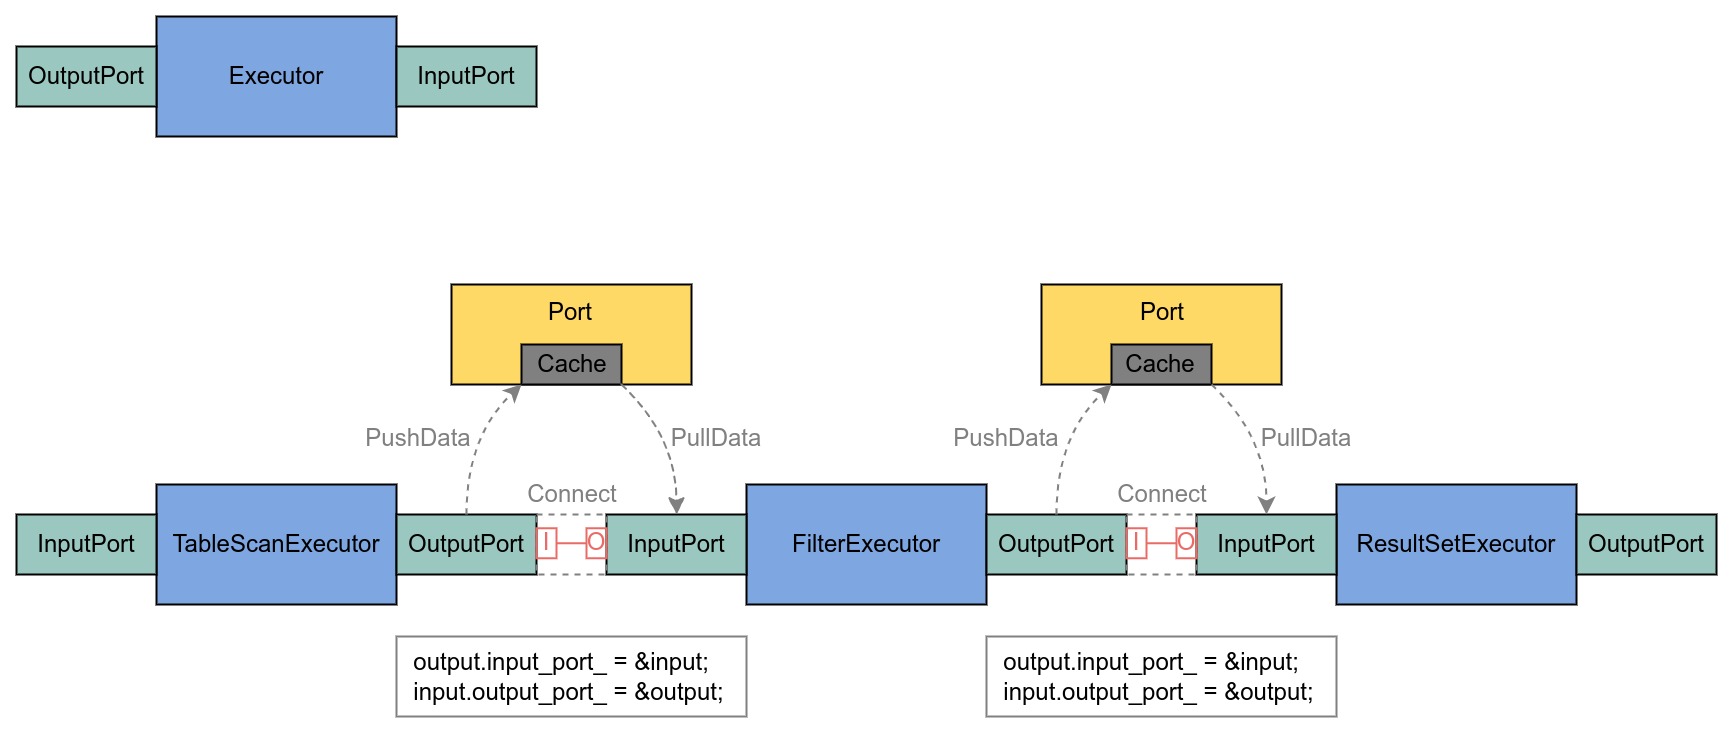 OutputPort
Executor
InputPort
Port
Cache
Port
Cache
PushData
PullData
PushData
PullData
Connect
Connect
InputPort
TableScanExecutor
OutputPort
I
O
InputPort
FilterExecutor
OutputPort
I
O
InputPort
ResultSetExecutor
OutputPort
output.input_port_ = &input;
input.output_port_ = &output;
output.input_port_ = &input;
input.output_port_ = &output;